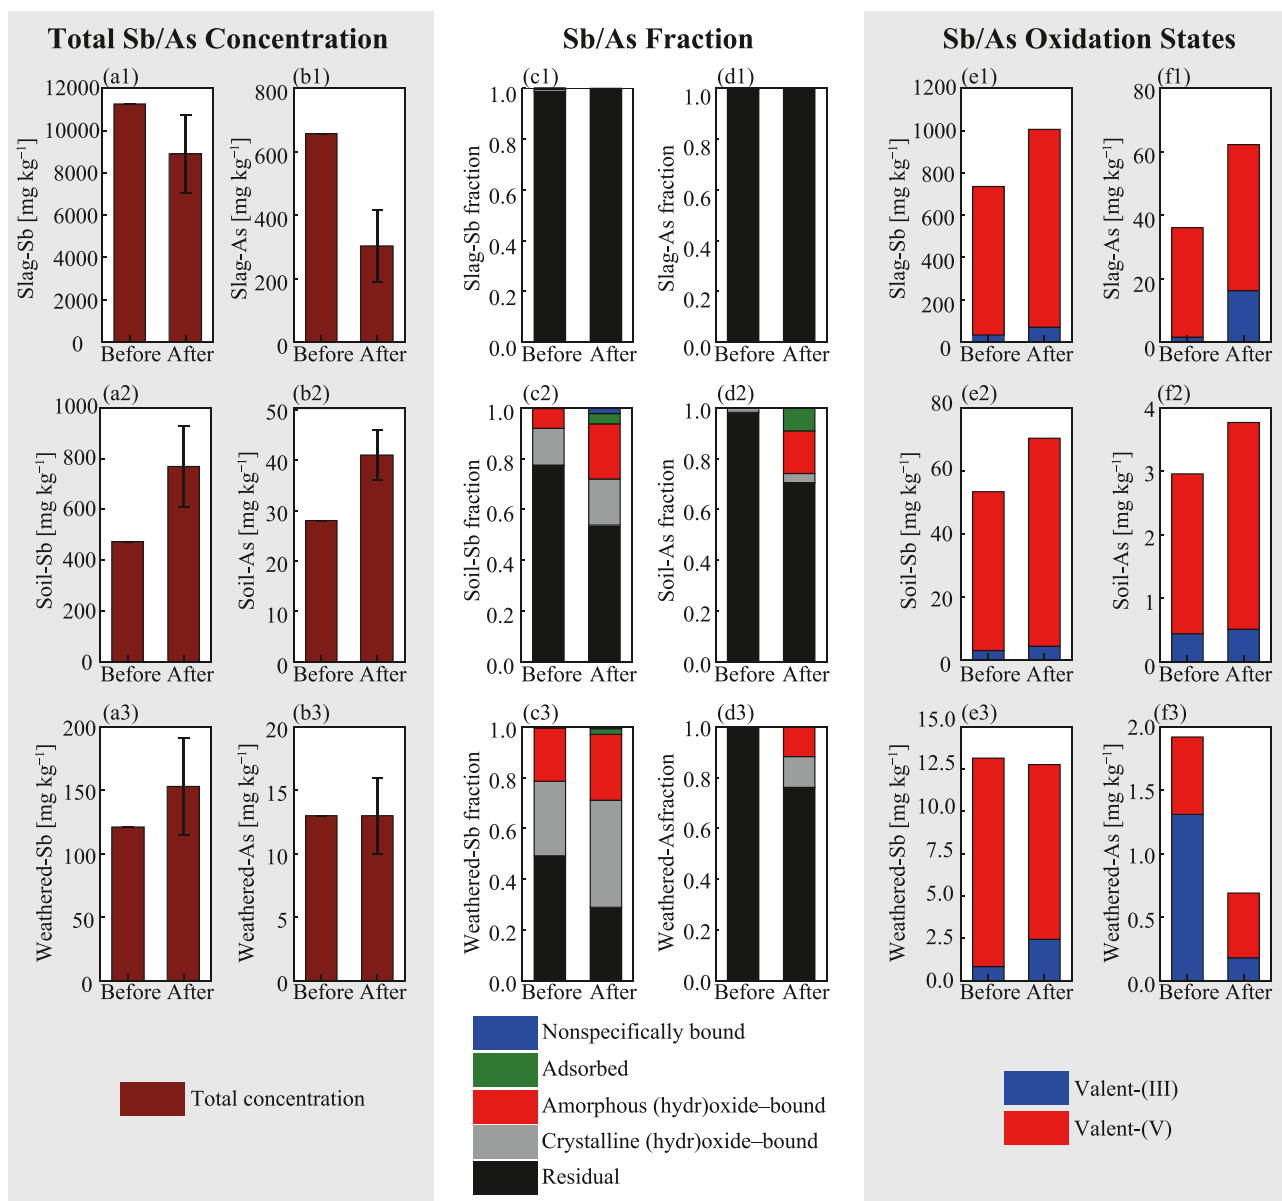 Total Sb/As Concentration
Sb/As Fraction
Sb/As Oxidation States
(a1)
Slag-Sb [mg kg⁻¹]
12000
10000
8000
6000
4000
2000
0
Before After
(b1)
Slag-As [mg kg⁻¹]
800
600
400
200
0
Before After
(c1)
Slag-Sb fraction
1.0
0.8
0.6
0.4
0.2
0.0
Before After
(d1)
Slag-As fraction
1.0
0.8
0.6
0.4
0.2
0.0
Before After
(e1)
Slag-Sb [mg kg⁻¹]
1200
1000
800
600
400
200
0
Before After
(f1)
Slag-As [mg kg⁻¹]
80
60
40
20
0
Before After
(a2)
Soil-Sb [mg kg⁻¹]
1000
800
600
400
200
0
Before After
(b2)
Soil-As [mg kg⁻¹]
50
40
30
20
10
0
Before After
(c2)
Soil-Sb fraction
1.0
0.8
0.6
0.4
0.2
0.0
Before After
(d2)
Soil-As fraction
1.0
0.8
0.6
0.4
0.2
0.0
Before After
(e2)
Soil-Sb [mg kg⁻¹]
80
60
40
20
0
Before After
(f2)
Soil-As [mg kg⁻¹]
4
3
2
1
0
Before After
(a3)
Weathered-Sb [mg kg⁻¹]
200
150
100
50
0
Before After
(b3)
Weathered-As [mg kg⁻¹]
20
15
10
5
0
Before After
(c3)
Weathered-Sb fraction
1.0
0.8
0.6
0.4
0.2
0.0
Before After
(d3)
Weathered-Asfraction
1.0
0.8
0.6
0.4
0.2
0.0
Before After
(e3)
Weathered-Sb [mg kg⁻¹]
15.0
12.5
10.0
7.5
5.0
2.5
0.0
Before After
(f3)
Weathered-As [mg kg⁻¹]
2.0
1.5
1.0
0.5
0.0
Before After
Total concentration
Nonspecifically bound
Adsorbed
Amorphous (hydr)oxide–bound
Crystalline (hydr)oxide–bound
Residual
Valent-(III)
Valent-(V)